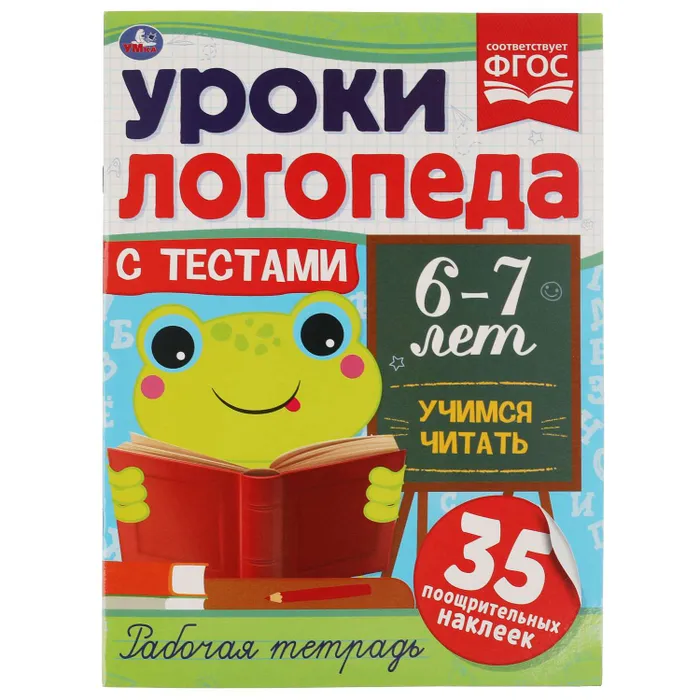 УМка
соответствует
ФГОС
УРОКИ
ЛОГОПЕДА
С ТЕСТАМИ
6-7
лет
УЧИМСЯ
ЧИТАТЬ
35
поощрительных
наклеек
Рабочая тетрадь